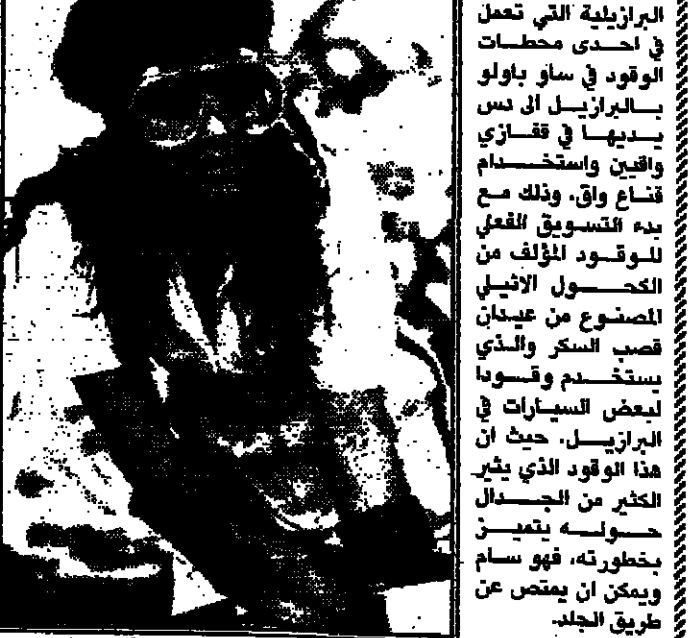 البرازيلية التي تعمل
في احدى محطات
الوقود في ساو باولو
بالبرازيل الى دس
يديها في قفازي
واقيين واستخدام
قناع واق. وذلك مع
بدء التسويق الفعلي
للوقود المؤلف من
الكحول الاثيلي
المصنوع من عيدان
قصب السكر والذي
يستخدم وقودا
لبعض السيارات في
البرازيل. حيث ان
هذا الوقود الذي يثير
الكثير من الجدال
حوله يتميز
بخطورته، فهو سام
ويمكن ان يمتص عن
طريق الجلد.